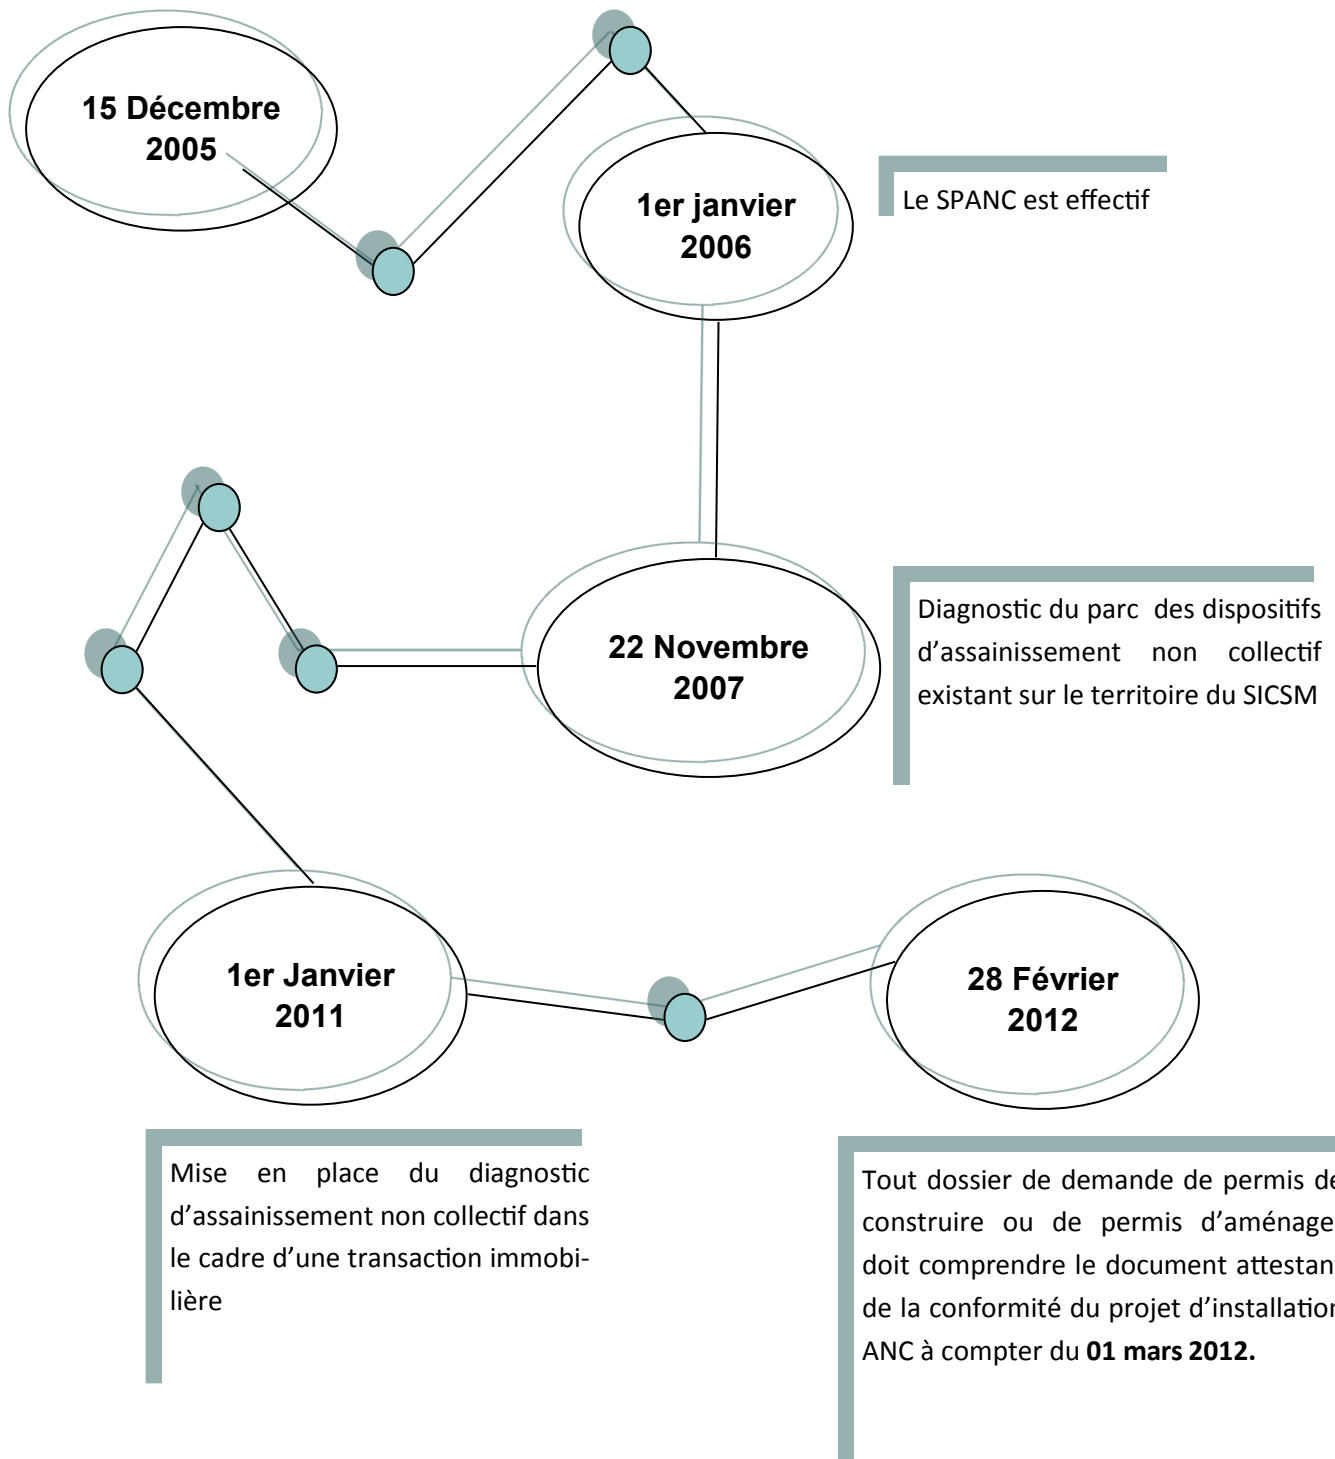 15 Décembre
2005
1er janvier
2006
Le SPANC est effectif
22 Novembre
2007
Diagnostic du parc des dispositifs
d’assainissement non collectif
existant sur le territoire du SICSM
1er Janvier
2011
28 Février
2012
Mise en place du diagnostic
d’assainissement non collectif dans
le cadre d’une transaction immobi-
lière
Tout dossier de demande de permis de
construire ou de permis d’aménage
doit comprendre le document attestant
de la conformité du projet d’installation
ANC à compter du 01 mars 2012.